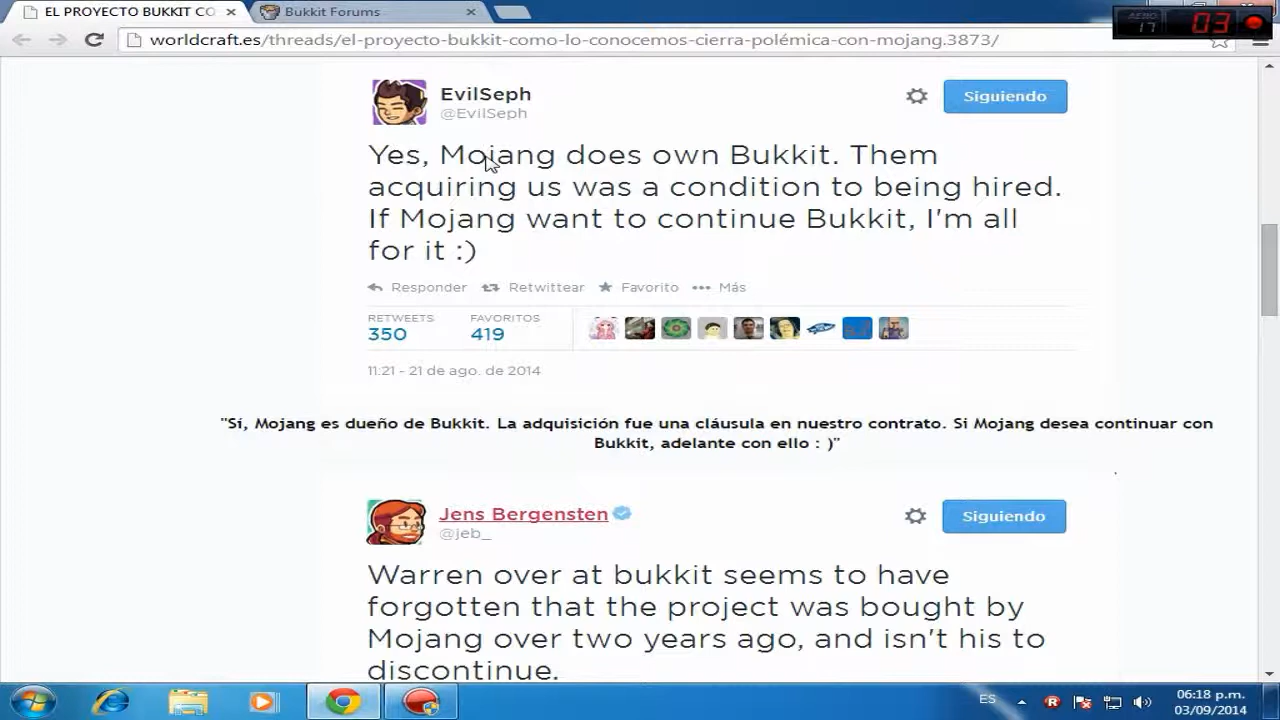 EL PROYECTO BUKKIT CO
Bukkit Forums
woodcraft.es/threads/el-proyecto-bukkit-como-lo-conocemos-cierra-polémica-con-mojang.3873/
AERO
17
03
EvilSeph
@EvilSeph
Siguiendo
Yes, Mojang does own Bukkit. Them
acquiring us was a condition to being hired.
If Mojang want to continue Bukkit, I'm all
for it :)
Responder Retwittear Favorito Más
RETWEETS FAVORITOS
350 419
11:21 - 21 de ago. de 2014
"Sí, Mojang es dueño de Bukkit. La adquisición fue una cláusula en nuestro contrato. Si Mojang desea continuar con
Bukkit, adelante con ello : )"
Jens Bergensten
@jeb_
Siguiendo
Warren over at bukkit seems to have
forgotten that the project was bought by
Mojang over two years ago, and isn't his to
discontinue.
ES
06:18 p.m.
03/09/2014